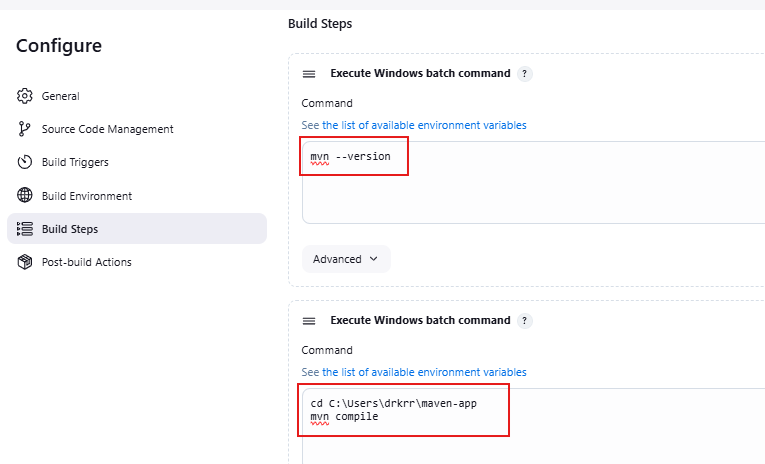 Build Steps
Configure
Execute Windows batch command ?
General
Command
Source Code Management
See the list of available environment variables
mvn --version
Build Triggers
Build Environment
Build Steps
Post-build Actions
Advanced
Execute Windows batch command ?
Command
See the list of available environment variables
cd C:\Users\drkrr\maven-app
mvn compile